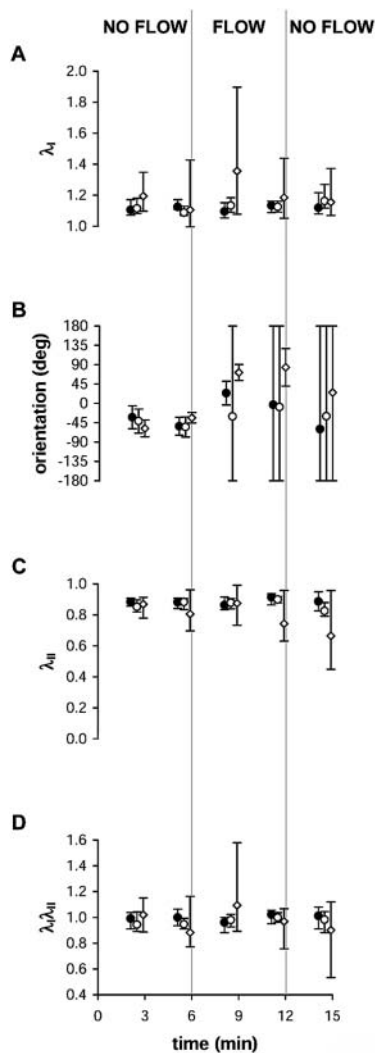 NO FLOW FLOW NO FLOW
A
2.0
1.8
1.6
1.4
1.2
1.0
λI
B
180
135
90
45
0
-45
-90
-135
-180
orientation (deg)
C
1.0
0.8
0.6
0.4
0.2
0.0
λII
D
1.6
1.4
1.2
1.0
0.8
0.6
0.4
λIλII
0 3 6 9 12 15
time (min)